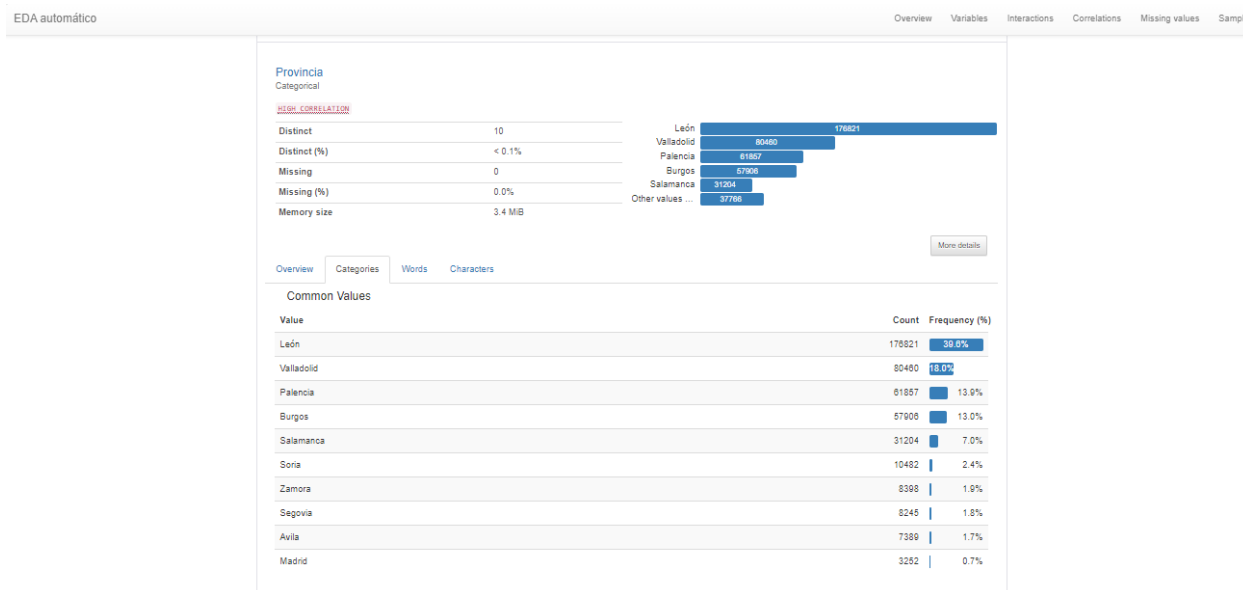 EDA automático Overview Variables Interactions Correlations Missing values Sampl
Provincia
Categorical
HIGH CORRELATION
Distinct 10
Distinct (%) < 0.1%
Missing 0
Missing (%) 0.0%
Memory size 3.4 MiB
León 176821
Valladolid 80460
Palencia 61857
Burgos 57906
Salamanca 31204
Other values ... 37766
More details
Overview Categories Words Characters
Common Values
Value Count Frequency (%)
León 176821 39.6%
Valladolid 80460 18.0%
Palencia 61857 13.9%
Burgos 57906 13.0%
Salamanca 31204 7.0%
Soria 10482 2.4%
Zamora 8398 1.9%
Segovia 8245 1.8%
Avila 7389 1.7%
Madrid 3252 0.7%